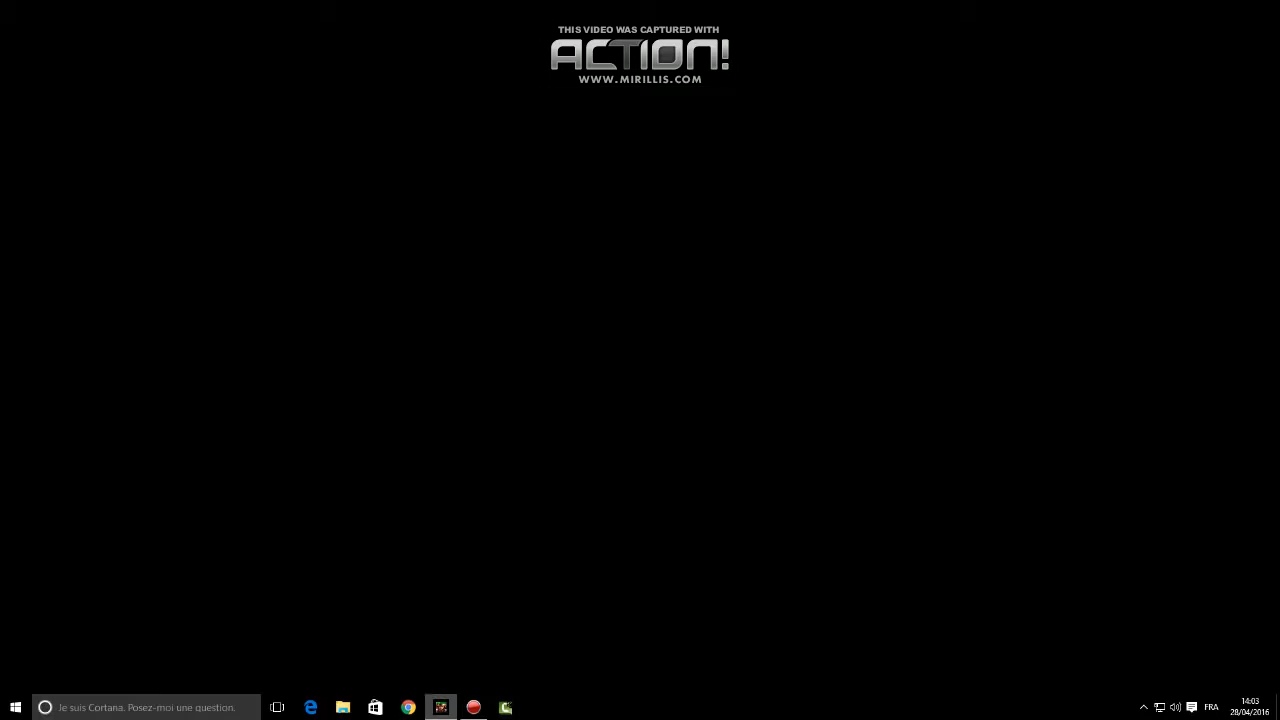 THIS VIDEO WAS CAPTURED WITH
ACTION!
WWW.MIRILLIS.COM
Je suis Cortana. Posez-moi une question.
FRA
14:03
28/04/2016